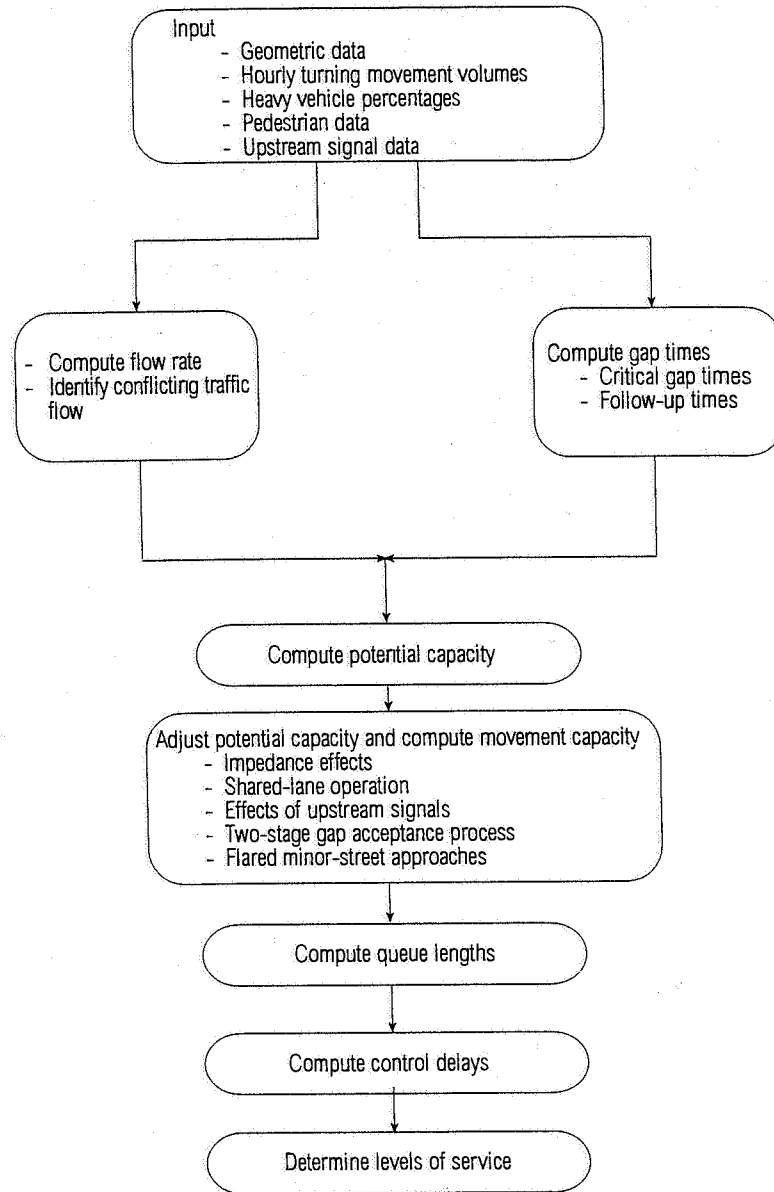 Input
- Geometric data
- Hourly turning movement volumes
- Heavy vehicle percentages
- Pedestrian data
- Upstream signal data
- Compute flow rate
- Identify conflicting traffic
flow
Compute gap times
- Critical gap times
- Follow-up times
Compute potential capacity
Adjust potential capacity and compute movement capacity
- Impedance effects
- Shared-lane operation
- Effects of upstream signals
- Two-stage gap acceptance process
- Flared minor-street approaches
Compute queue lengths
Compute control delays
Determine levels of service